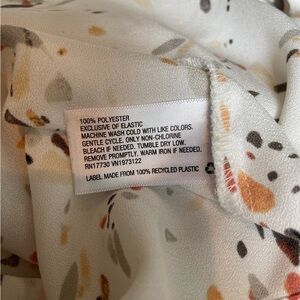 100% POLYESTER
EXCLUSIVE OF ELASTIC
MACHINE WASH COLD WITH LIKE COLORS.
GENTLE CYCLE. ONLY NON-CHLORINE
BLEACH IF NEEDED. TUMBLE DRY LOW.
REMOVE PROMPTLY. WARM IRON IF NEEDED.
RN17730 VN1973122
LABEL MADE FROM 100% RECYCLED PLASTIC